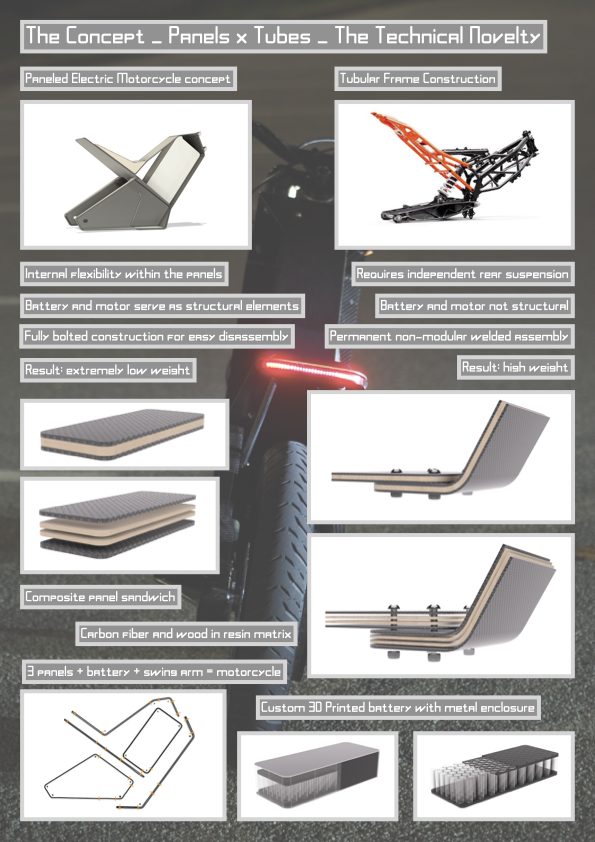 The Concept _ Panels x Tubes _ The Technical Novelty
Paneled Electric Motorcycle concept
Tubular Frame Construction
Internal flexibility within the panels
Requires independent rear suspension
Battery and motor serve as structural elements
Battery and motor not structural
Fully bolted construction for easy disassembly
Permanent non-modular welded assembly
Result: extremely low weight
Result: high weight
Composite panel sandwich
Carbon fiber and wood in resin matrix
3 panels + battery + swing arm = motorcycle
Custom 3D Printed battery with metal enclosure